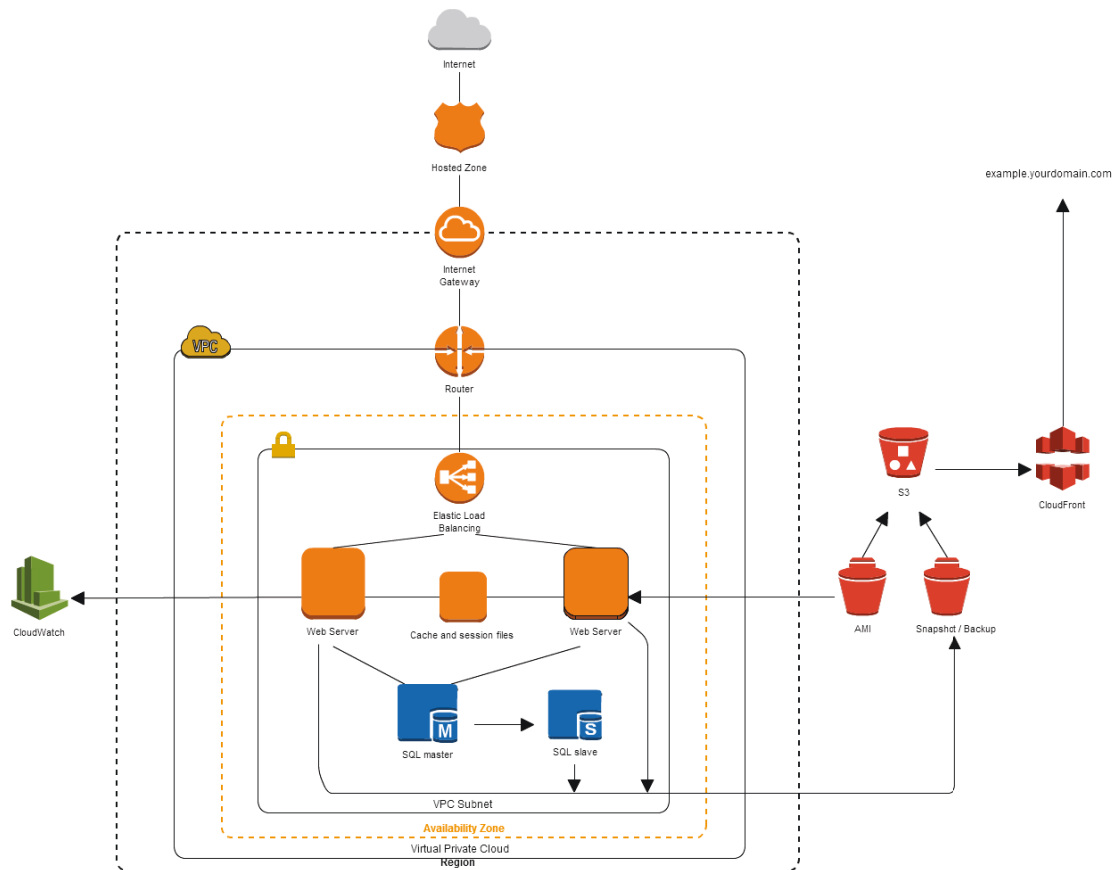 Internet
Hosted Zone
example.yourdomain.com
Internet
Gateway
VPC
Router
S3
CloudFront
Elastic Load
Balancing
CloudWatch
Web Server
Cache and session files
Web Server
AMI
Snapshot / Backup
M
S
SQL master
SQL slave
VPC Subnet
Availability Zone
Virtual Private Cloud
Region